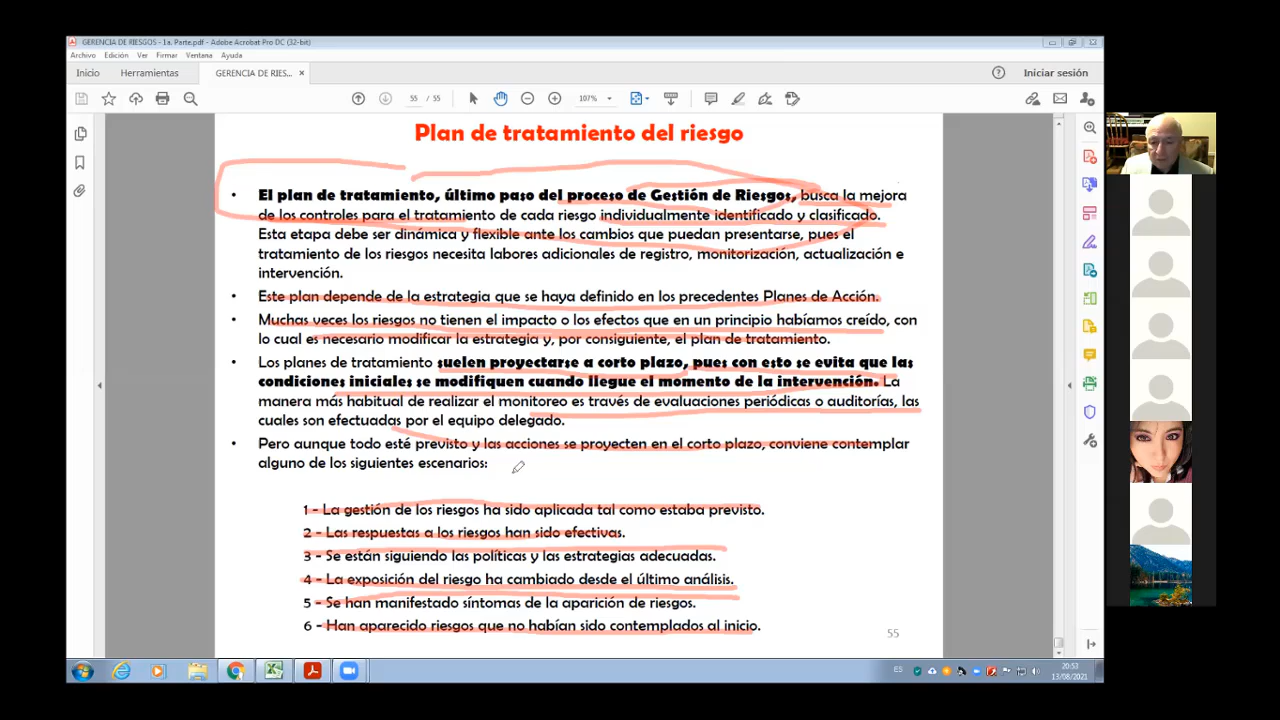 GERENCIA DE RIESGOS - 1a. Parte.pdf - Adobe Acrobat Pro DC (32-bit)
Archivo Edición Ver Firmar Ventana Ayuda
Inicio Herramientas GERENCIA DE RIES... × Iniciar sesión
55 / 55 107%
Plan de tratamiento del riesgo
• El plan de tratamiento, último paso del proceso de Gestión de Riesgos, busca la mejora
de los controles para el tratamiento de cada riesgo individualmente identificado y clasificado.
Esta etapa debe ser dinámica y flexible ante los cambios que puedan presentarse, pues el
tratamiento de los riesgos necesita labores adicionales de registro, monitorización, actualización e
intervención.
• Este plan depende de la estrategia que se haya definido en los precedentes Planes de Acción.
• Muchas veces los riesgos no tienen el impacto o los efectos que en un principio habíamos creído, con
lo cual es necesario modificar la estrategia y, por consiguiente, el plan de tratamiento.
• Los planes de tratamiento suelen proyectarse a corto plazo, pues con esto se evita que las
condiciones iniciales se modifiquen cuando llegue el momento de la intervención. La
manera más habitual de realizar el monitoreo es través de evaluaciones periódicas o auditorías, las
cuales son efectuadas por el equipo delegado.
• Pero aunque todo esté previsto y las acciones se proyecten en el corto plazo, conviene contemplar
alguno de los siguientes escenarios:
1 - La gestión de los riesgos ha sido aplicada tal como estaba previsto.
2 - Las respuestas a los riesgos han sido efectivas.
3 - Se están siguiendo las políticas y las estrategias adecuadas.
4 - La exposición del riesgo ha cambiado desde el último análisis.
5 - Se han manifestado síntomas de la aparición de riesgos.
6 - Han aparecido riesgos que no habían sido contemplados al inicio.
55
ES 20:53
13/08/2021